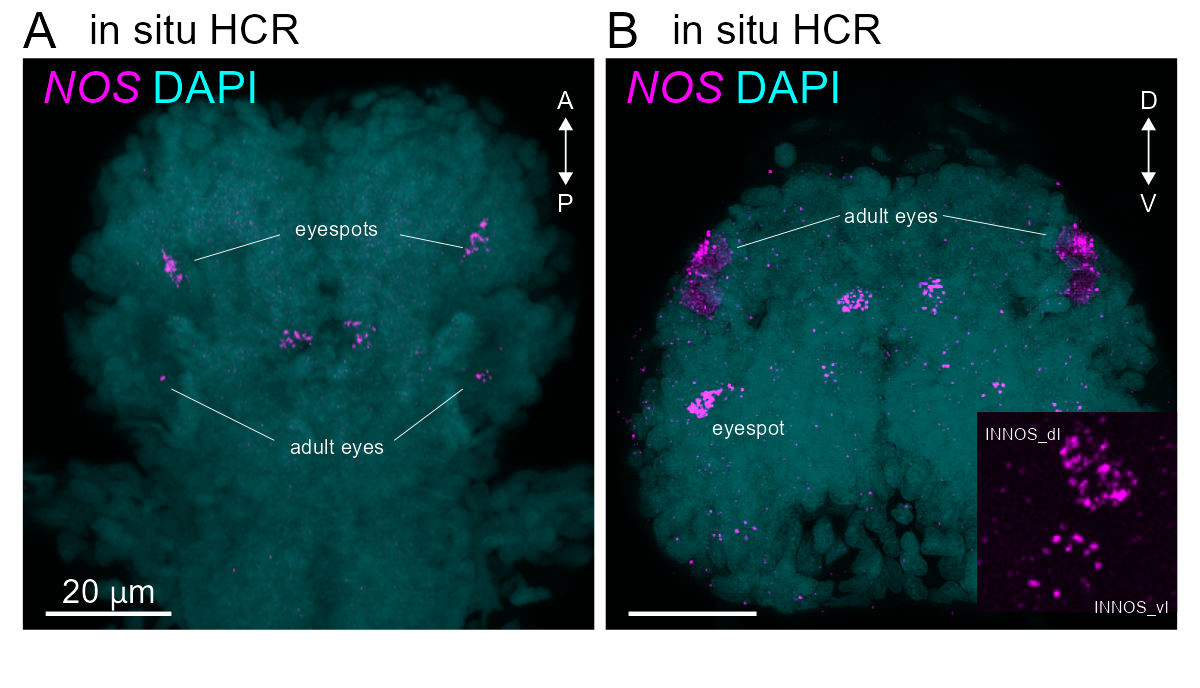 A in situ HCR
NOS DAPI
A
P
eyespots
adult eyes
20 μm
B in situ HCR
NOS DAPI
D
V
adult eyes
eyespot
INNOS_dl
INNOS_vl